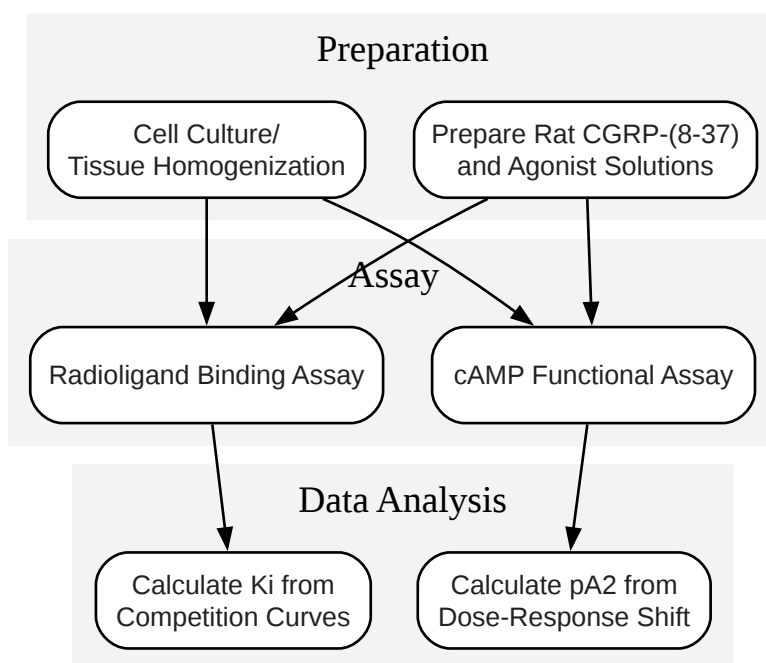 Preparation
Cell Culture/
Tissue Homogenization
Prepare Rat CGRP-(8-37)
and Agonist Solutions
Assay
Radioligand Binding Assay
cAMP Functional Assay
Data Analysis
Calculate Ki from
Competition Curves
Calculate pA2 from
Dose-Response Shift